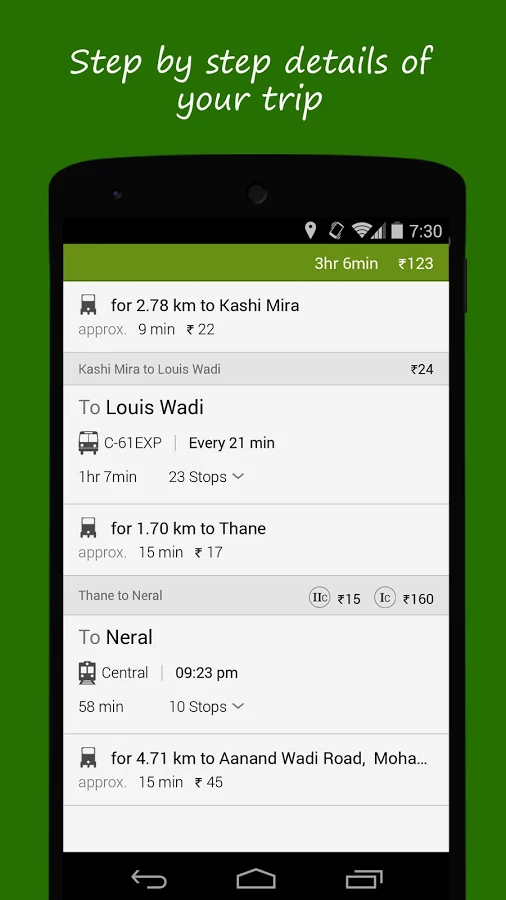 Step by step details of
your trip
7:30
3hr 6min ₹123
for 2.78 km to Kashi Mira
approx. 9 min ₹ 22
Kashi Mira to Louis Wadi ₹24
To Louis Wadi
C-61EXP | Every 21 min
1hr 7min 23 Stops
for 1.70 km to Thane
approx. 15 min ₹ 17
Thane to Neral IIc ₹15 Ic ₹160
To Neral
Central | 09:23 pm
58 min 10 Stops
for 4.71 km to Aanand Wadi Road, Moha...
approx. 15 min ₹ 45